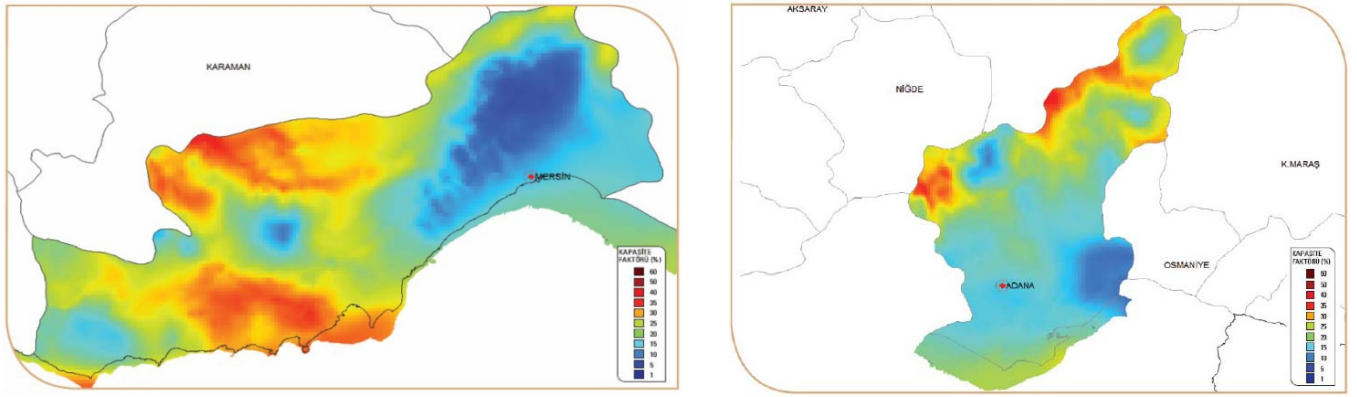 KARAMAN
MERSİN
KAPASİTE
FAKTÖRÜ (%)
60
50
40
35
30
25
20
15
10
5
1
AKSARAY
NİĞDE
K.MARAŞ
OSMANİYE
ADANA
KAPASİTE
FAKTÖRÜ (%)
60
50
40
35
30
25
20
15
10
5
1